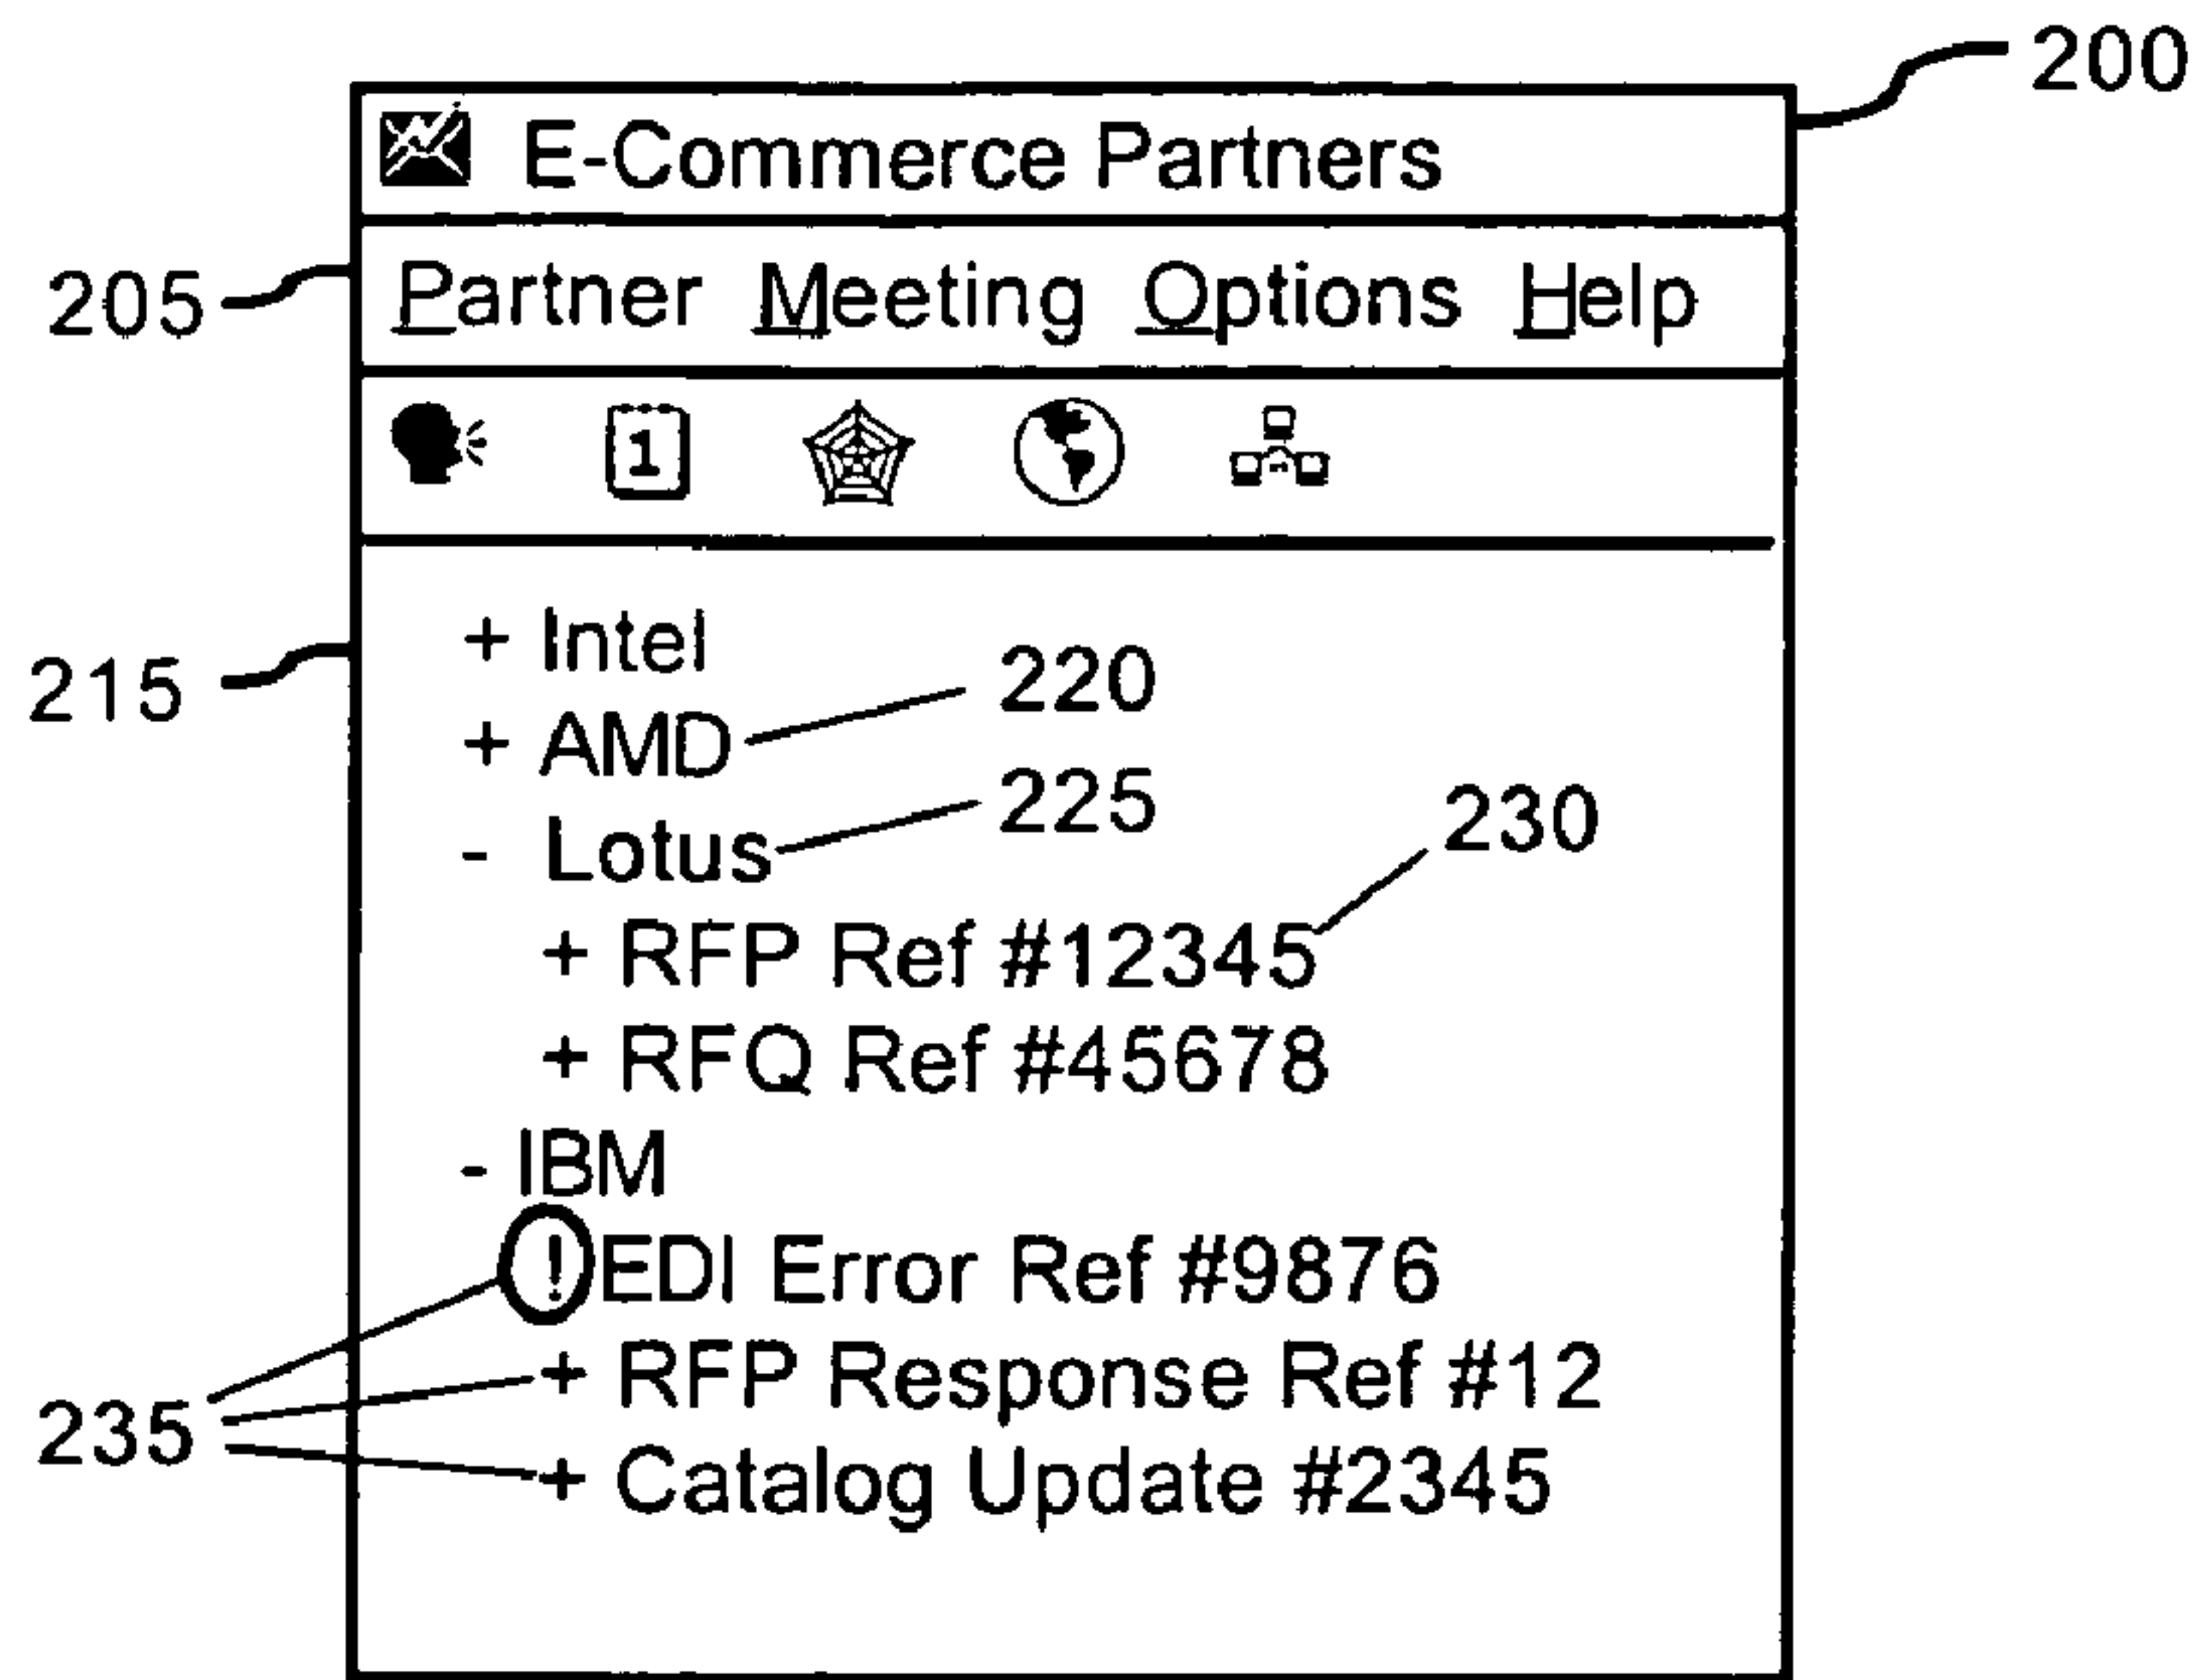 200
E-Commerce Partners
205
Partner Meeting Options Help
1
+ Intel
215
220
+ AMD
225
230
- Lotus
+ RFP Ref #12345
+ RFQ Ref #45678
- IBM
! EDI Error Ref #9876
+ RFP Response Ref #12
235
+ Catalog Update #2345